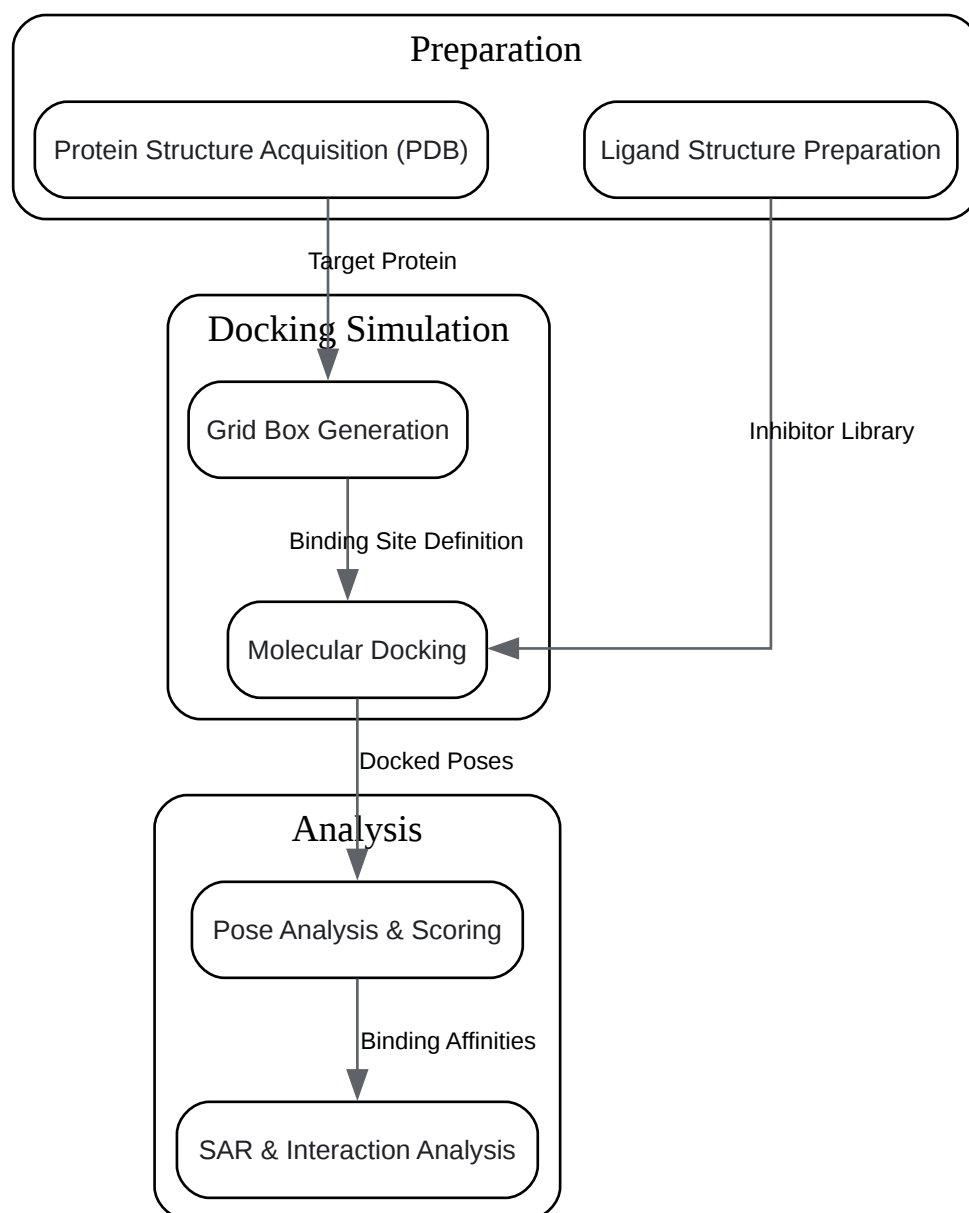 Preparation
Protein Structure Acquisition (PDB)
Ligand Structure Preparation
Target Protein
Docking Simulation
Grid Box Generation
Inhibitor Library
Binding Site Definition
Molecular Docking
Docked Poses
Analysis
Pose Analysis & Scoring
Binding Affinities
SAR & Interaction Analysis